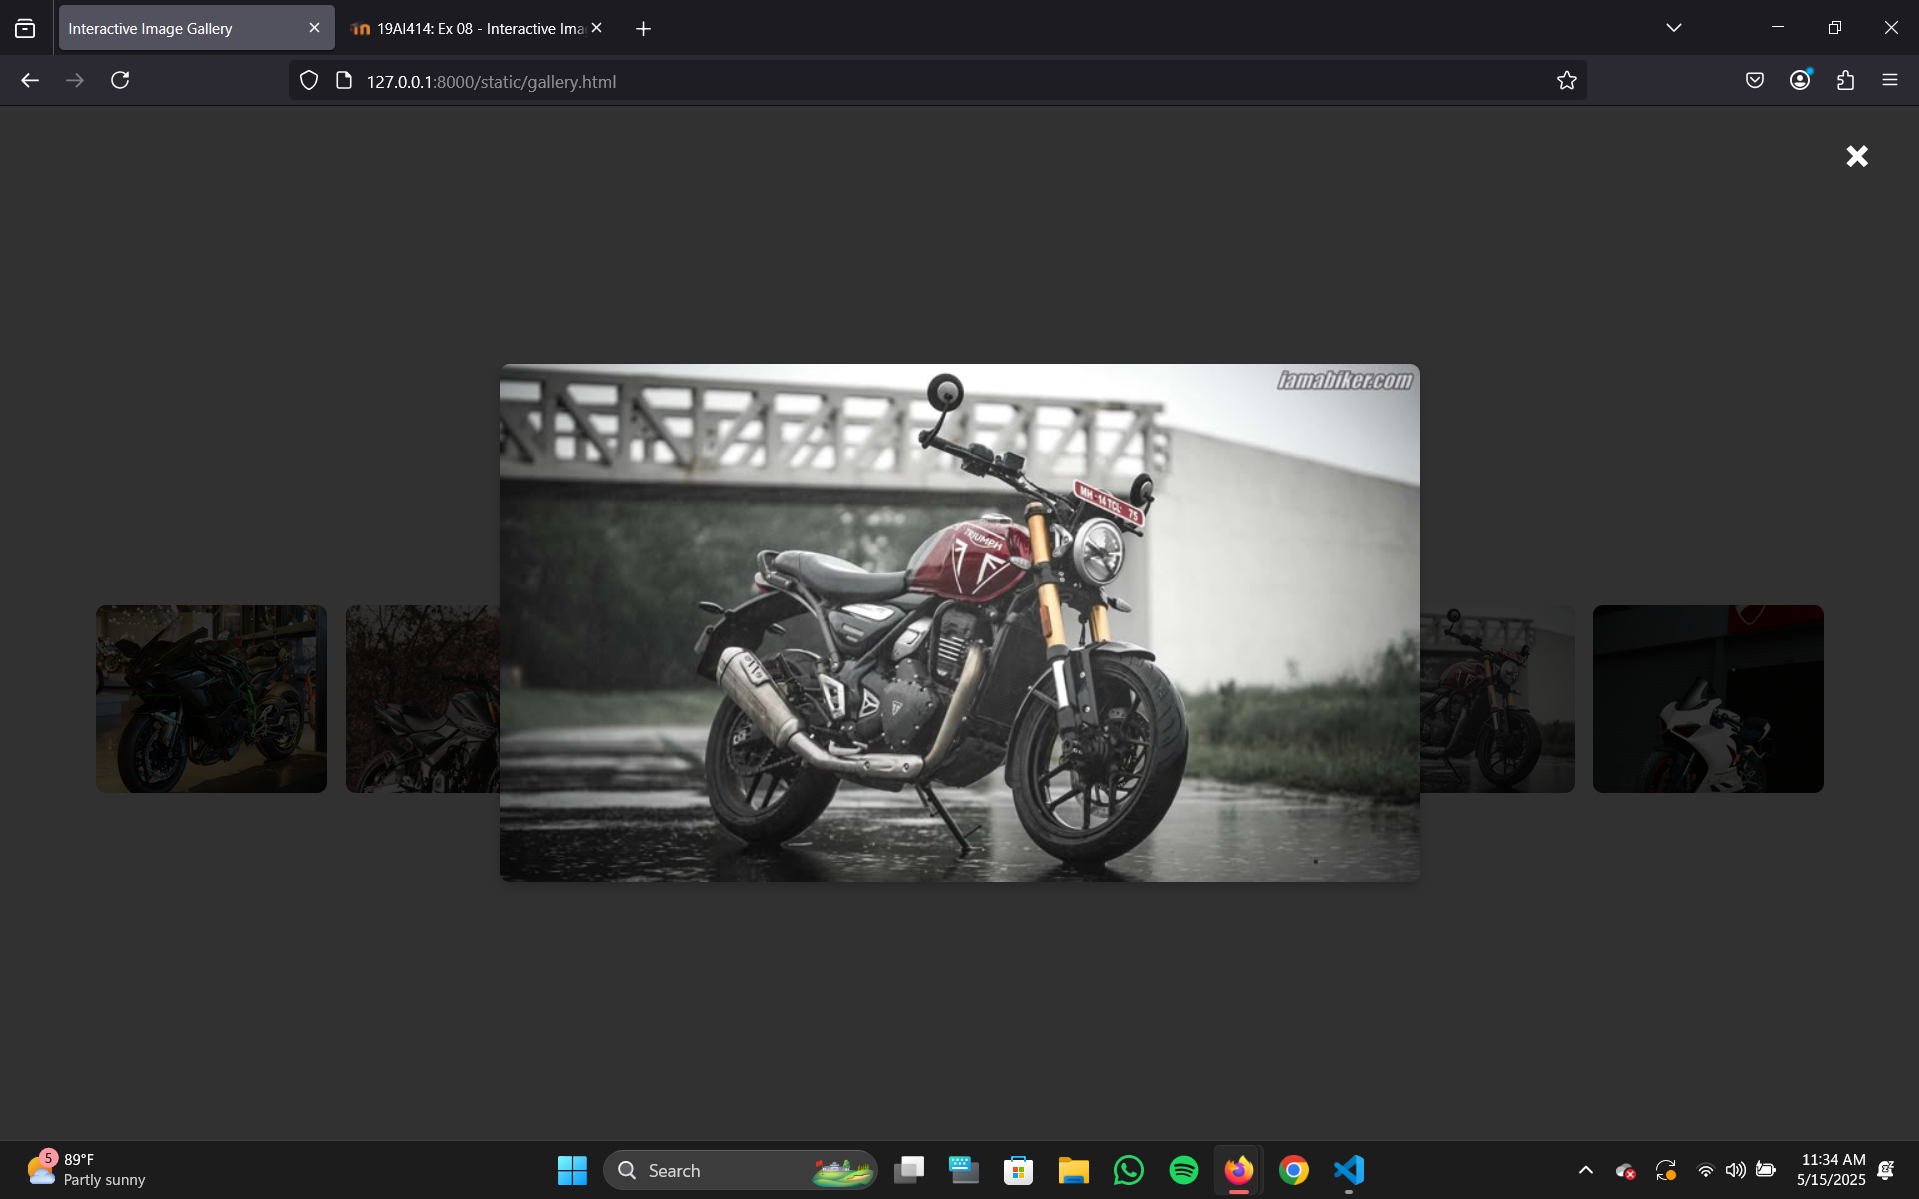 Interactive Image Gallery
19AI414: Ex 08 - Interactive Ima
127.0.0.1:8000/static/gallery.html
iamabiker.com
MH-14 TCL 75
TRIUMPH
5
89°F
Partly sunny
Search
11:34 AM
5/15/2025